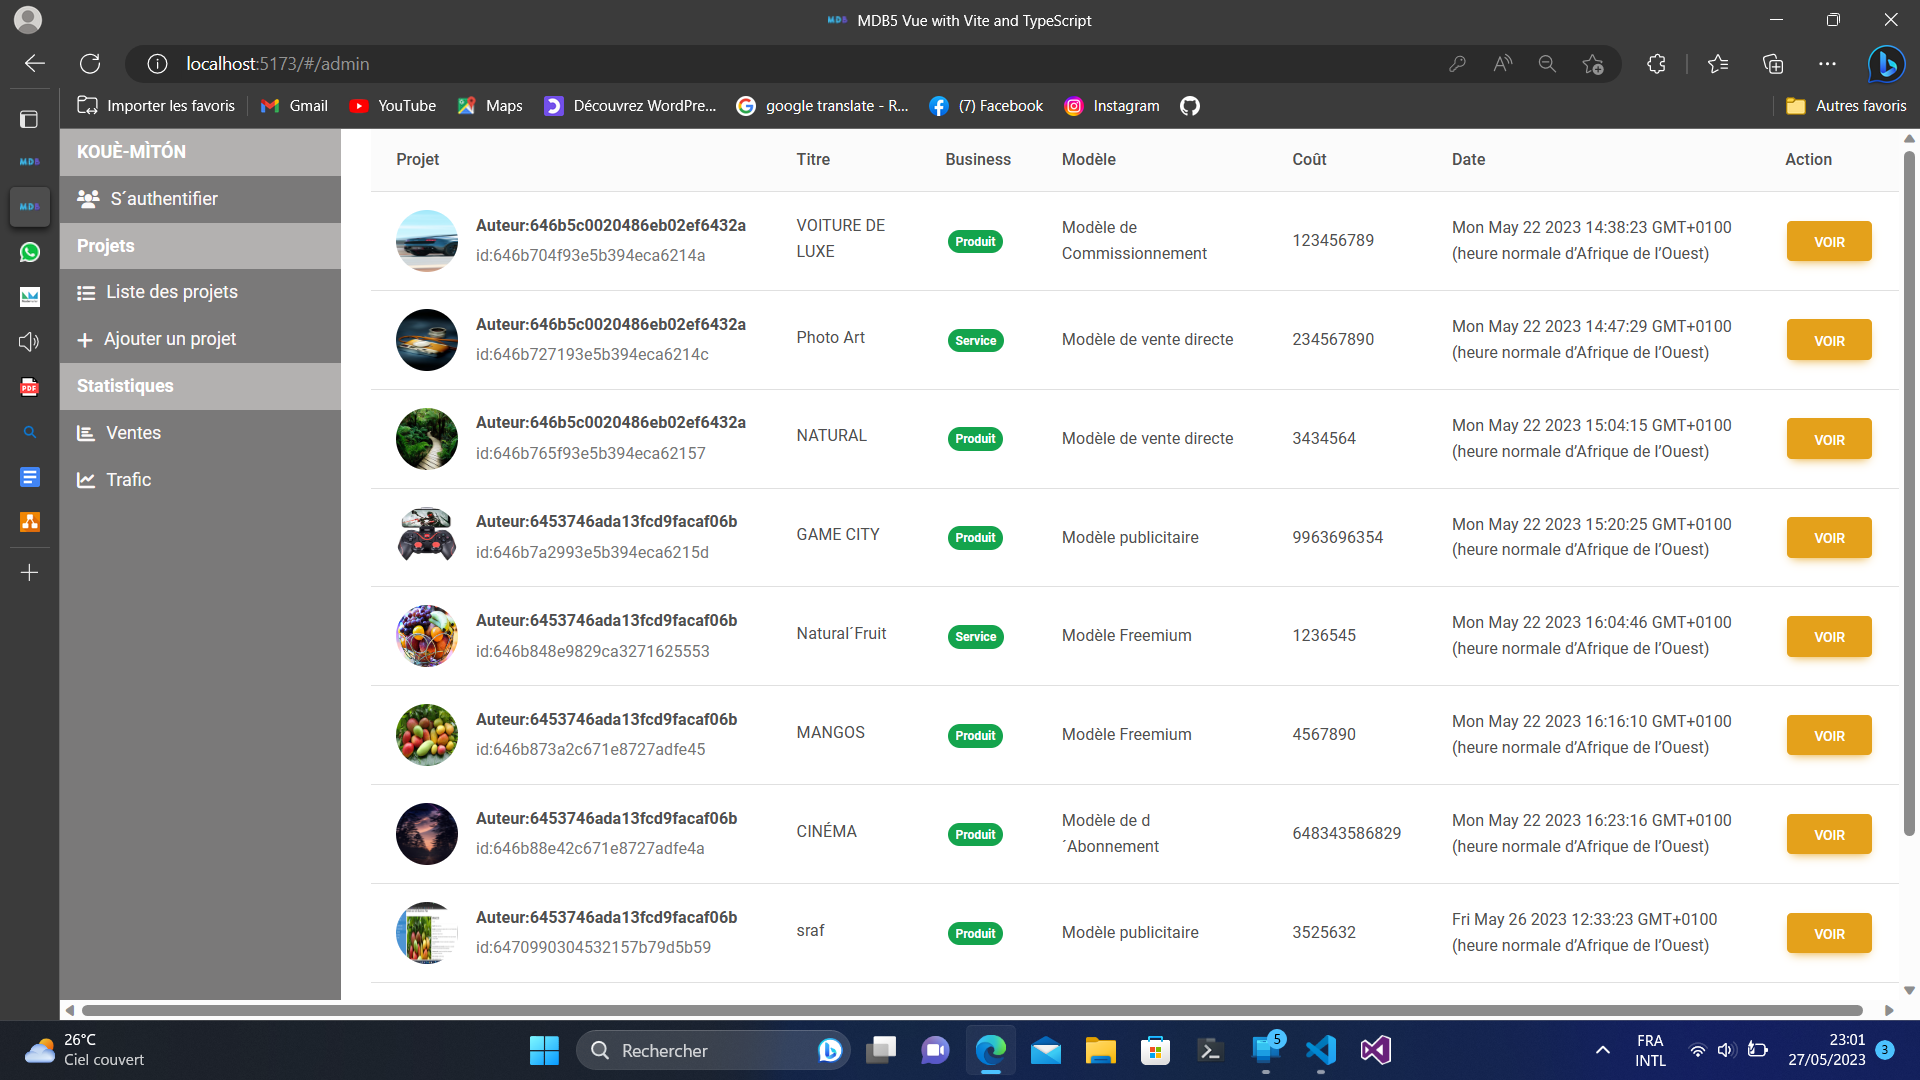 MDB5 Vue with Vite and TypeScript
localhost:5173/#/admin
Importer les favoris
Gmail
YouTube
Maps
Découvrez WordPre...
google translate - R...
(7) Facebook
Instagram
Autres favoris
KOUÈ-MÌTÓN
S´authentifier
Projets
Liste des projets
Ajouter un projet
Statistiques
Ventes
Trafic
Projet Titre Business Modèle Coût Date Action
Auteur:646b5c0020486eb02ef6432a
id:646b704f93e5b394eca6214a
VOITURE DE
LUXE
Produit
Modèle de
Commissionnement
123456789
Mon May 22 2023 14:38:23 GMT+0100
(heure normale d’Afrique de l’Ouest)
VOIR
Auteur:646b5c0020486eb02ef6432a
id:646b727193e5b394eca6214c
Photo Art
Service
Modèle de vente directe
234567890
Mon May 22 2023 14:47:29 GMT+0100
(heure normale d’Afrique de l’Ouest)
VOIR
Auteur:646b5c0020486eb02ef6432a
id:646b765f93e5b394eca62157
NATURAL
Produit
Modèle de vente directe
3434564
Mon May 22 2023 15:04:15 GMT+0100
(heure normale d’Afrique de l’Ouest)
VOIR
Auteur:6453746ada13fcd9facaf06b
id:646b7a2993e5b394eca6215d
GAME CITY
Produit
Modèle publicitaire
9963696354
Mon May 22 2023 15:20:25 GMT+0100
(heure normale d’Afrique de l’Ouest)
VOIR
Auteur:6453746ada13fcd9facaf06b
id:646b848e9829ca3271625553
Natural´Fruit
Service
Modèle Freemium
1236545
Mon May 22 2023 16:04:46 GMT+0100
(heure normale d’Afrique de l’Ouest)
VOIR
Auteur:6453746ada13fcd9facaf06b
id:646b873a2c671e8727adfe45
MANGOS
Produit
Modèle Freemium
4567890
Mon May 22 2023 16:16:10 GMT+0100
(heure normale d’Afrique de l’Ouest)
VOIR
Auteur:6453746ada13fcd9facaf06b
id:646b88e42c671e8727adfe4a
CINÉMA
Produit
Modèle de d
´Abonnement
648343586829
Mon May 22 2023 16:23:16 GMT+0100
(heure normale d’Afrique de l’Ouest)
VOIR
Auteur:6453746ada13fcd9facaf06b
id:6470990304532157b79d5b59
sraf
Produit
Modèle publicitaire
3525632
Fri May 26 2023 12:33:23 GMT+0100
(heure normale d’Afrique de l’Ouest)
VOIR
26°C
Ciel couvert
Rechercher
5
FRA
INTL
23:01
27/05/2023
3